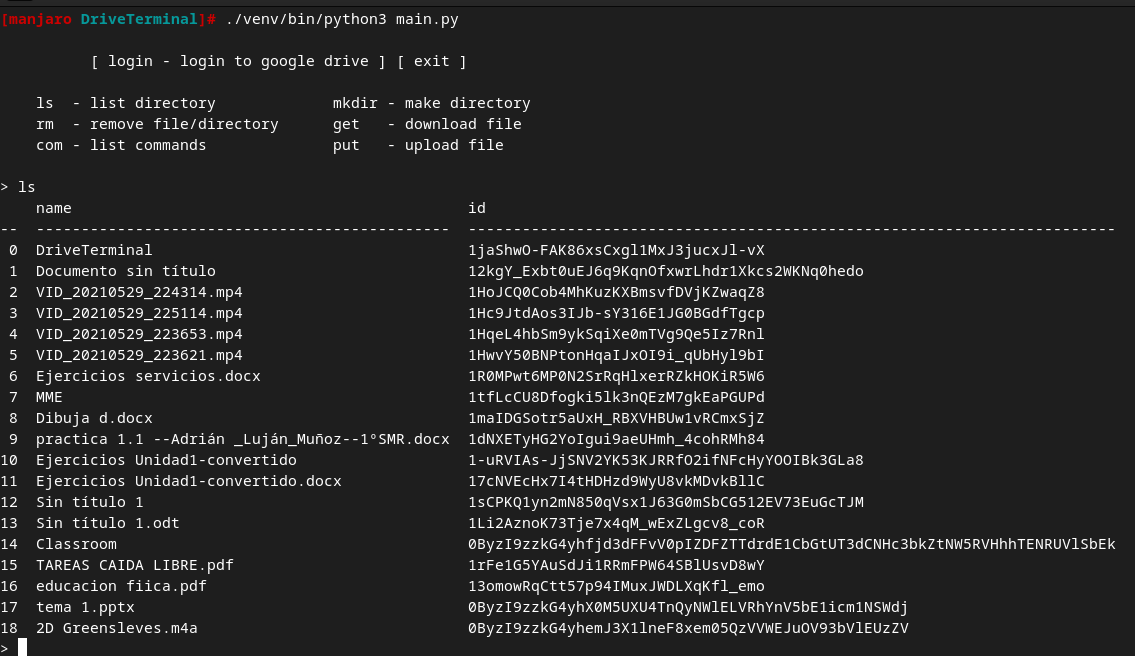 [manjaro DriveTerminal]# ./venv/bin/python3 main.py
[ login - login to google drive ] [ exit ]
ls - list directory mkdir - make directory
rm - remove file/directory get - download file
com - list commands put - upload file
> ls
name id
-- ---------------------------------------------- ------------------------------------------------------------------------
0 DriveTerminal 1jaShwO-FAK86xsCxgl1MxJ3jucxJl-vX
1 Documento sin título 12kgY_Exbt0uEJ6q9KqnOfxwrLhdr1Xkcs2WKNq0hedo
2 VID_20210529_224314.mp4 1HoJCQ0Cob4MhKuzKXBmsvfDVjKZwaqZ8
3 VID_20210529_225114.mp4 1Hc9JtdAos3IJb-sY316E1JG0BGdfTgcp
4 VID_20210529_223653.mp4 1HqeL4hbSm9ykSqiXe0mTVg9Qe5Iz7Rnl
5 VID_20210529_223621.mp4 1HwvY50BNPtonHqaIJxOI9i_qUbHyl9bI
6 Ejercicios servicios.docx 1R0MPwt6MP0N2SrRqHlxerRZkHOKiR5W6
7 MME 1tfLcCU8Dfogki5lk3nQEzM7gkEaPGUPd
8 Dibuja d.docx 1maIDGSotr5aUxH_RBXVHBUw1vRCmxSjZ
9 practica 1.1 --Adrián _Luján_Muñoz--1ºSMR.docx 1dNXETyHG2YoIgui9aeUHmh_4cohRMh84
10 Ejercicios Unidad1-convertido 1-uRVIAs-JjSNV2YK53KJRRfO2ifNFcHyYOOIBk3GLa8
11 Ejercicios Unidad1-convertido.docx 17cNVEcHx7I4tHDHzd9WyU8vkMDvkBllC
12 Sin título 1 1sCPKQ1yn2mN850qVsx1J63G0mSbCG512EV73EuGcTJM
13 Sin título 1.odt 1Li2AznoK73Tje7x4qM_wExZLgcv8_coR
14 Classroom 0ByzI9zzkG4yhfjd3dFFvV0pIZDFZTTdrdE1CbGtUT3dCNHc3bkZtNW5RVHhhTENRUVlSbEk
15 TAREAS CAIDA LIBRE.pdf 1rFe1G5YAuSdJi1RRmFPW64SBlUsvD8wY
16 educacion fiica.pdf 13omowRqCtt57p94IMuxJWDLXqKfl_emo
17 tema 1.pptx 0ByzI9zzkG4yhX0M5UXU4TnQyNWlELVRhYnV5bE1icm1NSWdj
18 2D Greensleves.m4a 0ByzI9zzkG4yhemJ3X1lneF8xem05QzVVWEJuOV93bVlEUzZV
>